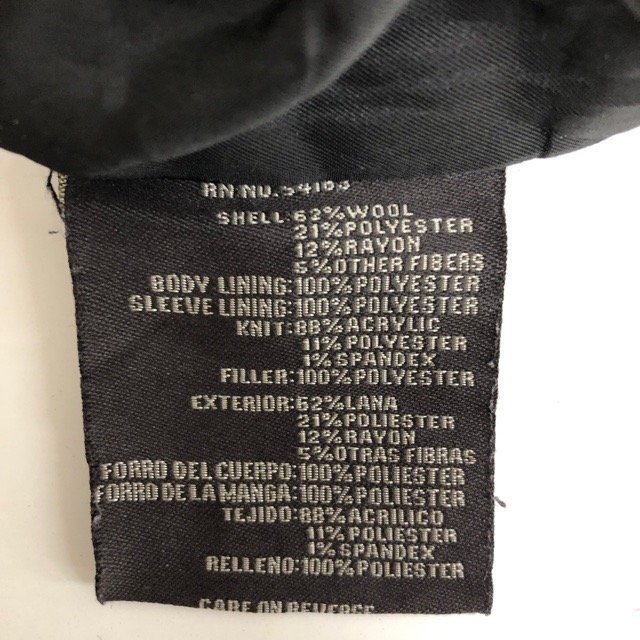 RN NO. 54163
SHELL:62%WOOL
21%POLYESTER
12%RAYON
5%OTHER FIBERS
BODY LINING:100%POLYESTER
SLEEVE LINING:100%POLYESTER
KNIT:88%ACRYLIC
11%POLYESTER
1%SPANDEX
FILLER:100%POLYESTER
EXTERIOR:62%LANA
21%POLIESTER
12%RAYON
5%OTRAS FIBRAS
FORRO DEL CUERPO:100%POLIESTER
FORRO DE LA MANGA:100%POLIESTER
TEJIDO:88%ACRILICO
11%POLIESTER
1%SPANDEX
RELLENO:100%POLIESTER
CARE ON REVERSE